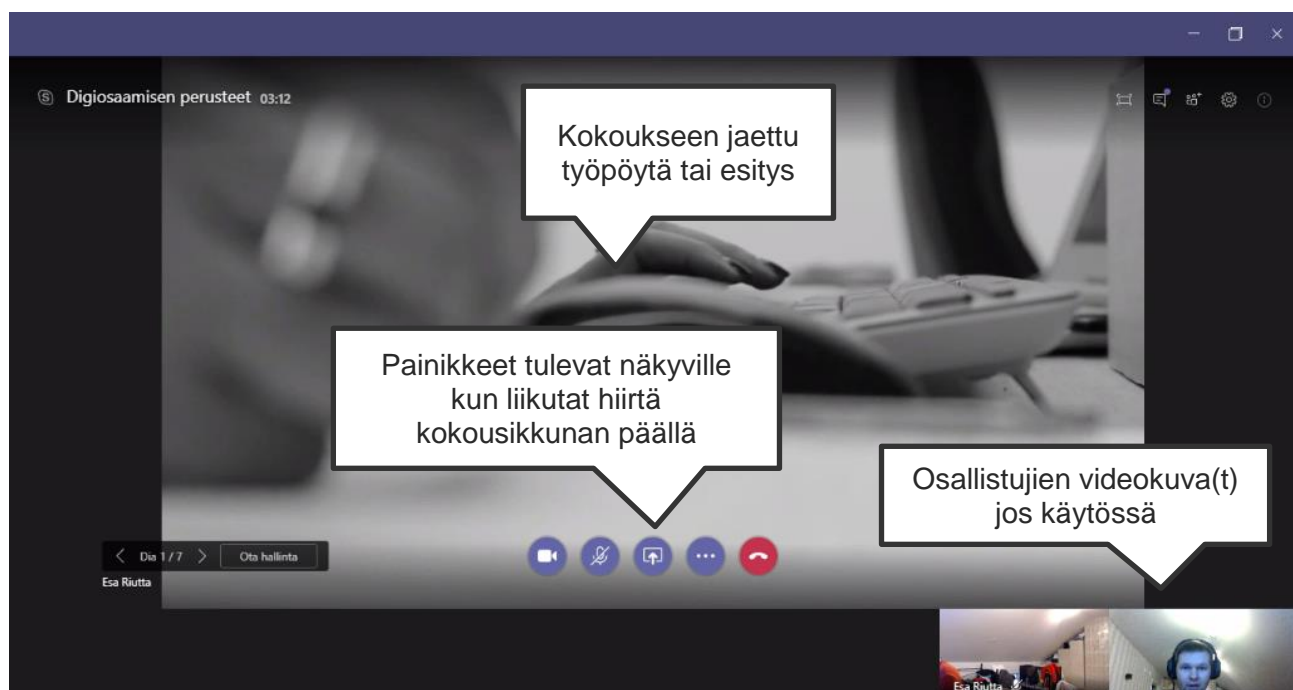 Digiosaamisen perusteet 03:12
Kokoukseen jaettu
työpöytä tai esitys
Painikkeet tulevat näkyville
kun liikutat hiirtä
kokousikkunan päällä
Osallistujien videokuva(t)
jos käytössä
Dia 1 / 7 Ota hallinta
Esa Riutta
Esa Riutta